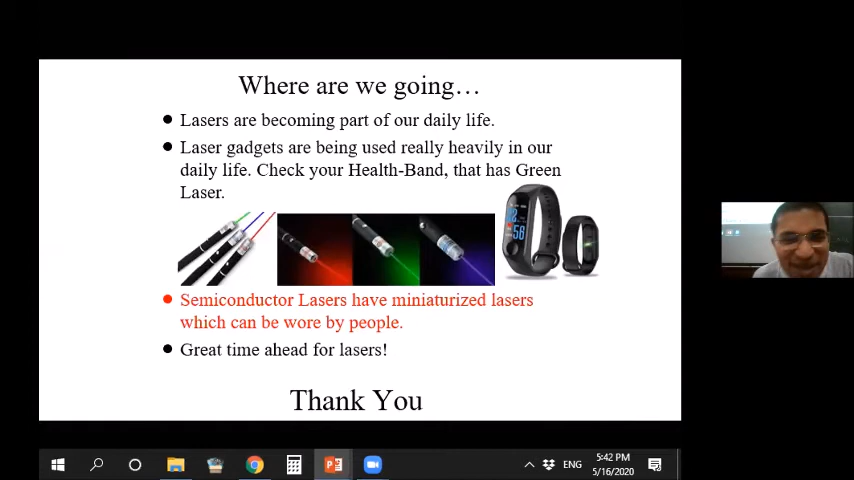 Where are we going…
Lasers are becoming part of our daily life.
Laser gadgets are being used really heavily in our
daily life. Check your Health-Band, that has Green
Laser.
58
Semiconductor Lasers have miniaturized lasers
which can be wore by people.
Great time ahead for lasers!
Thank You
ENG
5:42 PM
5/16/2020